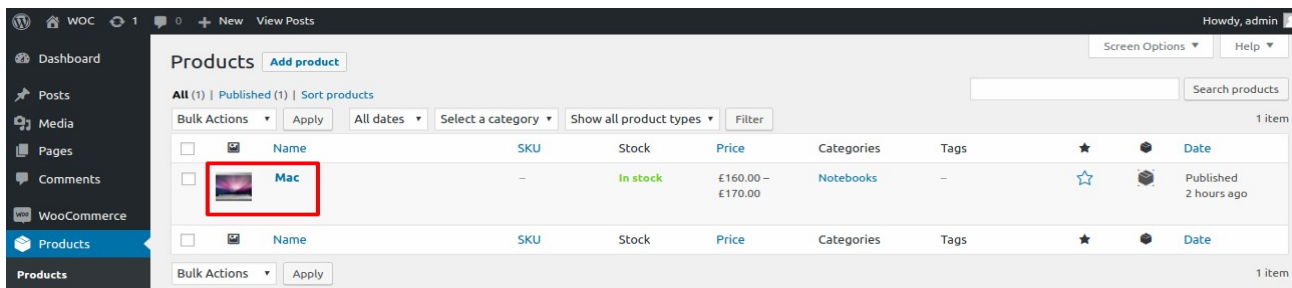 WOC 1 0 New View Posts Howdy, admin
Dashboard
Posts
Media
Pages
Comments
WooCommerce
Products
Products
Products Add product
Screen Options ▼ Help ▼
All (1) | Published (1) | Sort products
Search products
Bulk Actions ▼ Apply All dates ▼ Select a category ▼ Show all product types ▼ Filter 1 item
Name SKU Stock Price Categories Tags Date
Mac – In stock £160.00 – Notebooks – Published
£170.00 2 hours ago
Name SKU Stock Price Categories Tags Date
Bulk Actions ▼ Apply 1 item